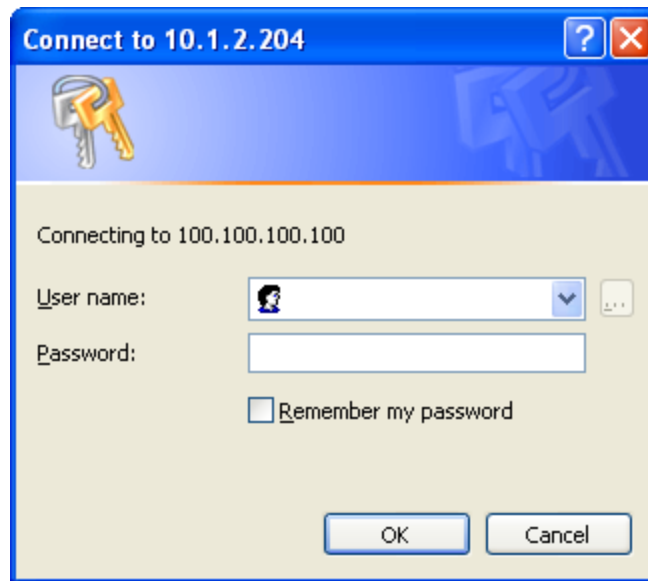 Connect to 10.1.2.204
?
Connecting to 100.100.100.100
User name:
...
Password:
Remember my password
OK Cancel